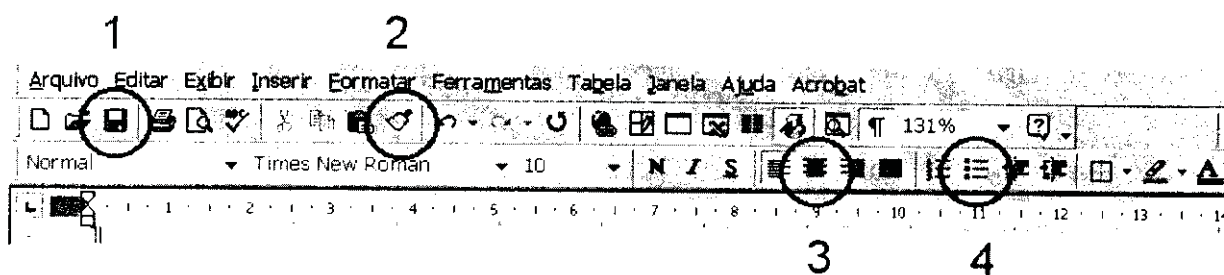 1 2
Arquivo Editar Exibir Inserir Formatar Ferramentas Tabela Janela Ajuda Acrobat
¶ 131%
Normal Times New Roman 10 N I S A
1 2 3 4 5 6 7 8 9 10 11 12 13 14
3 4